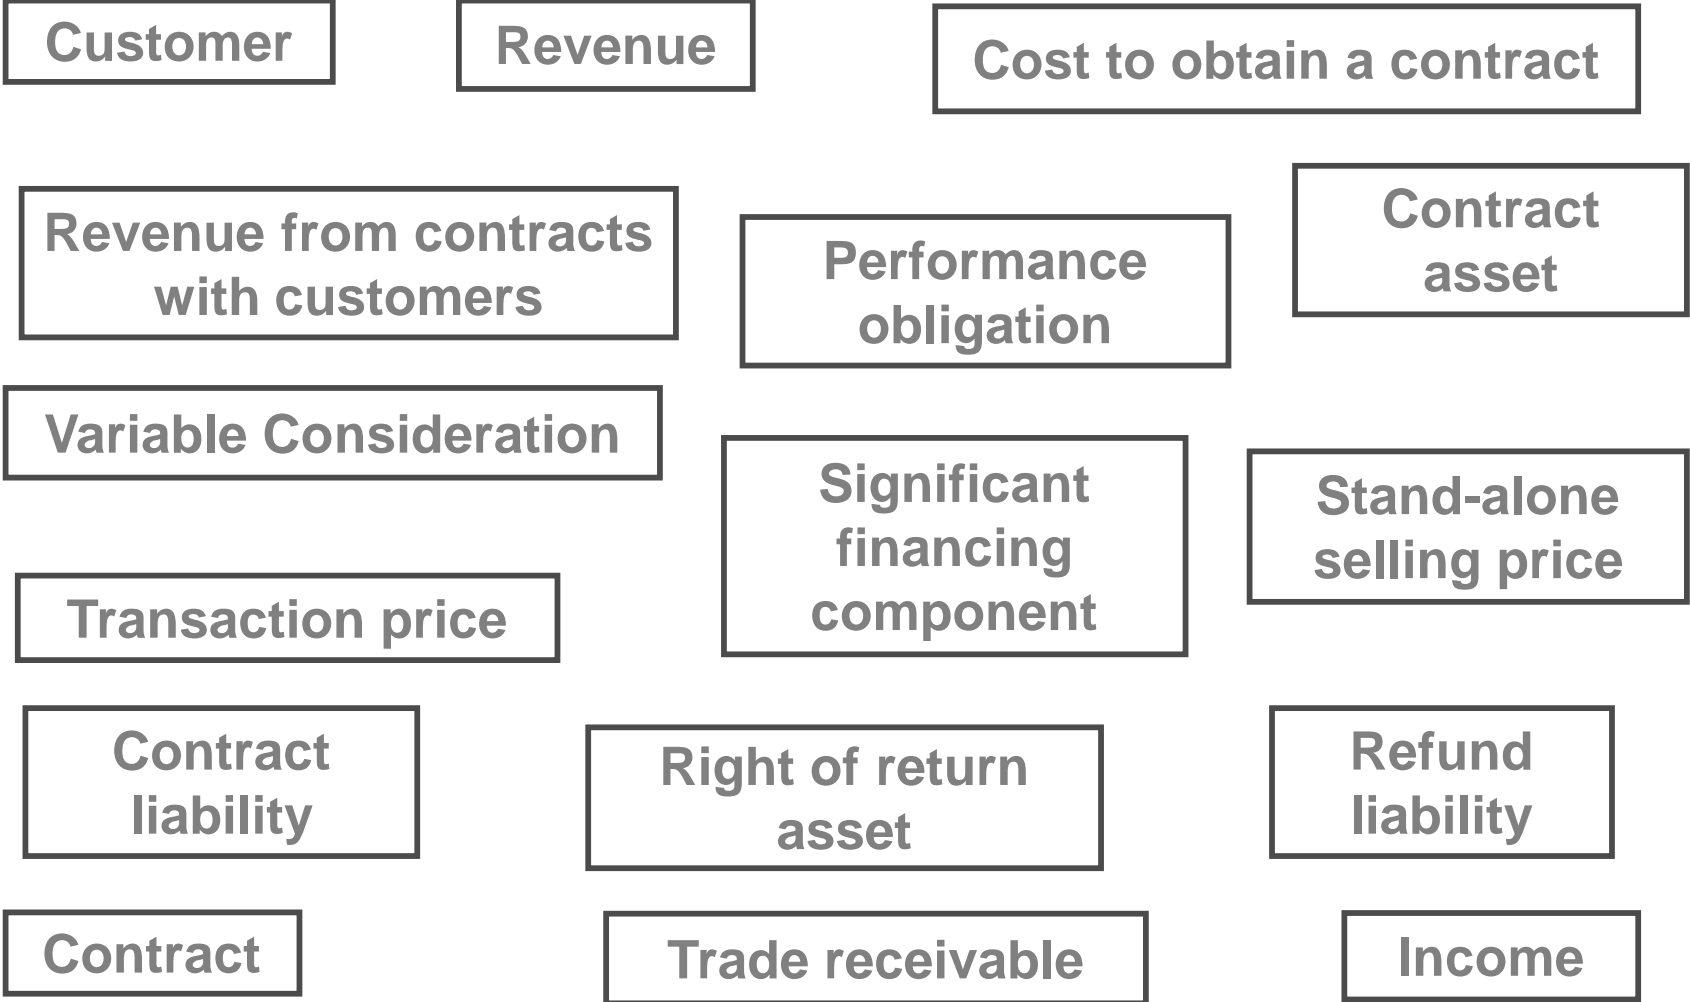 Customer
Revenue
Cost to obtain a contract
Revenue from contracts
with customers
Performance
obligation
Contract
asset
Variable Consideration
Significant
financing
component
Stand-alone
selling price
Transaction price
Contract
liability
Right of return
asset
Refund
liability
Contract
Trade receivable
Income